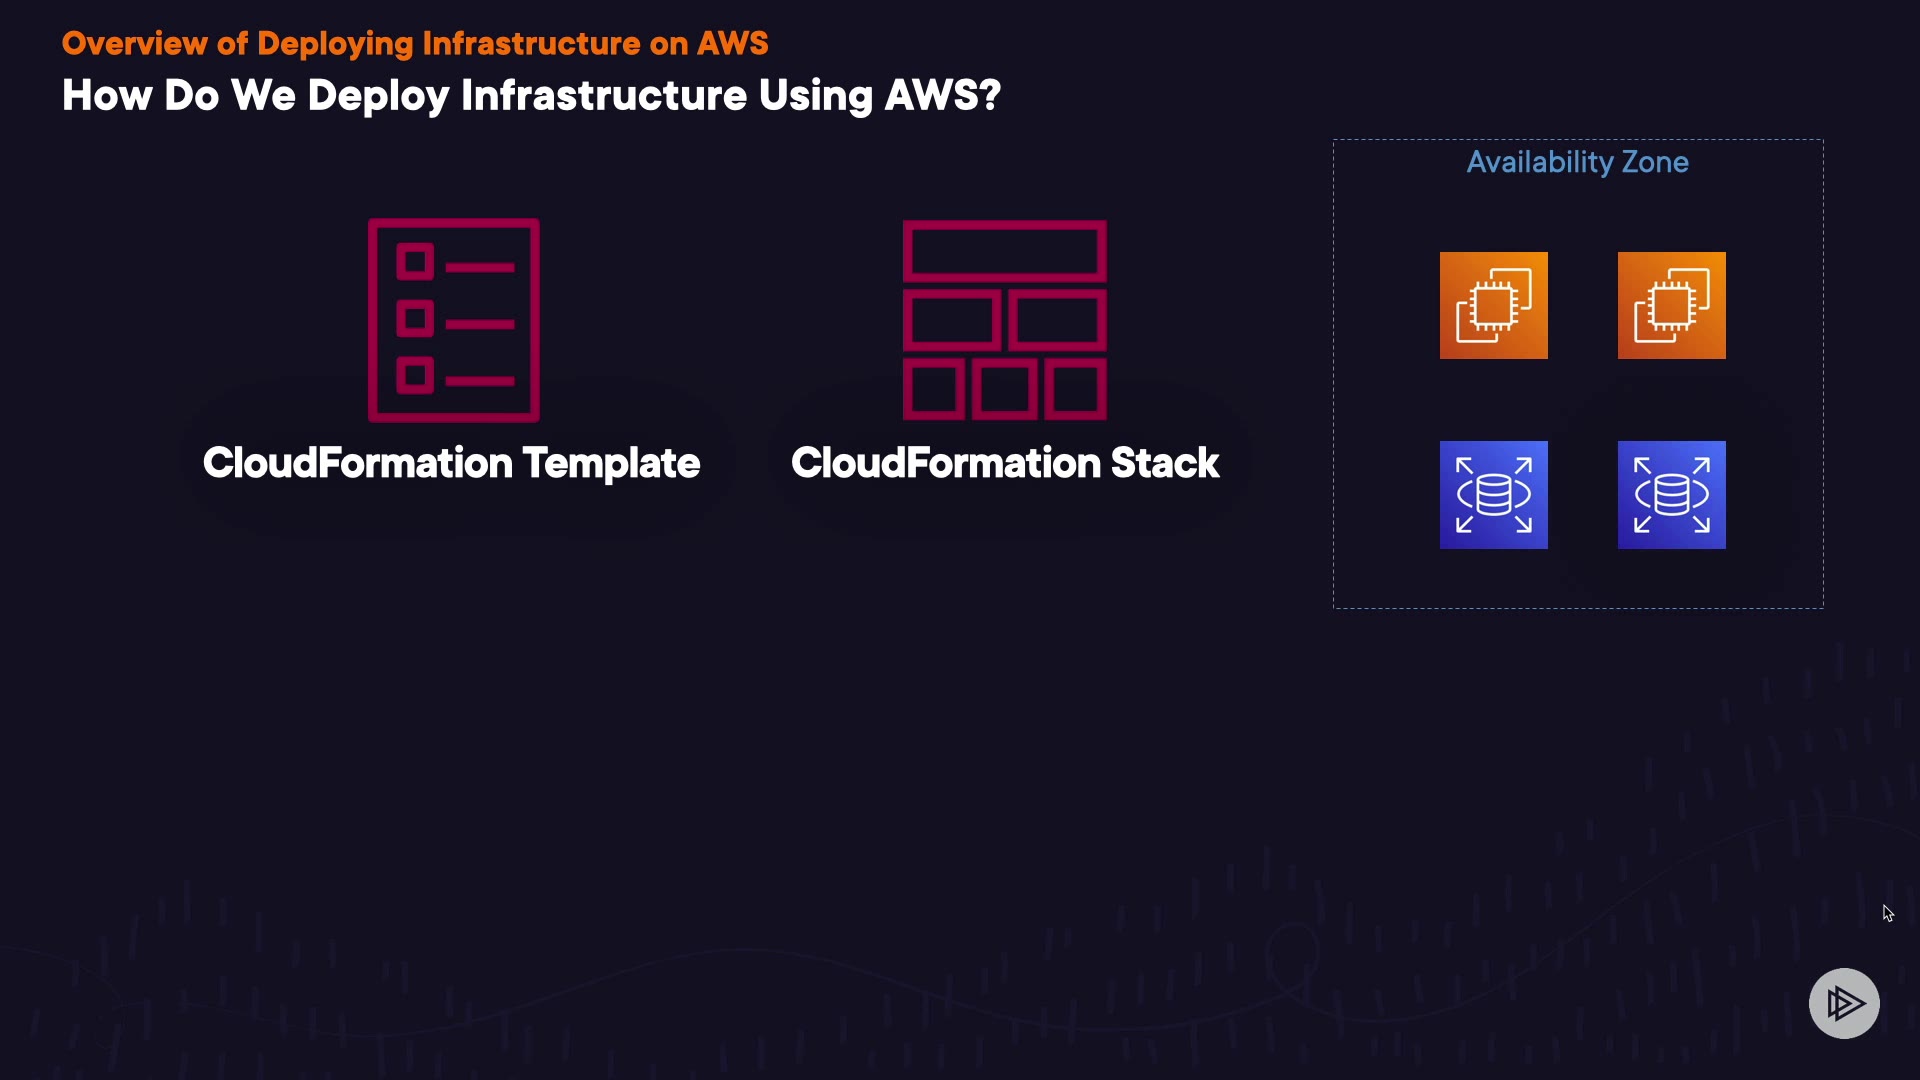 Overview of Deploying Infrastructure on AWS
How Do We Deploy Infrastructure Using AWS?
Availability Zone
CloudFormation Template
CloudFormation Stack